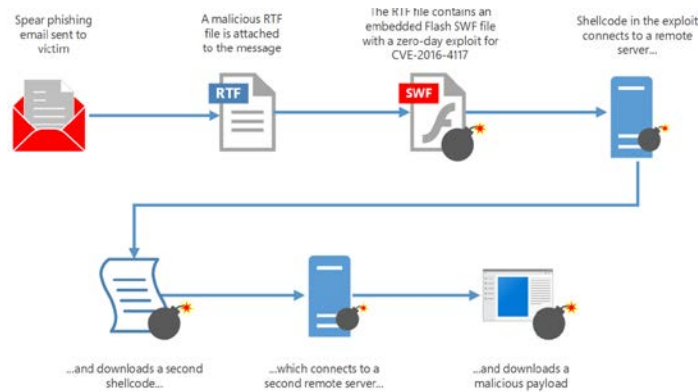 Spear phishing
email sent to
victim
A malicious RTF
file is attached
to the message
The RTF file contains an
embedded Flash SWF file
with a zero-day exploit for
CVE-2016-4117
Shellcode in the exploit
connects to a remote
server...
RTF
SWF
...and downloads a second
shellcode...
...which connects to a
second remote server...
...and downloads a
malicious payload